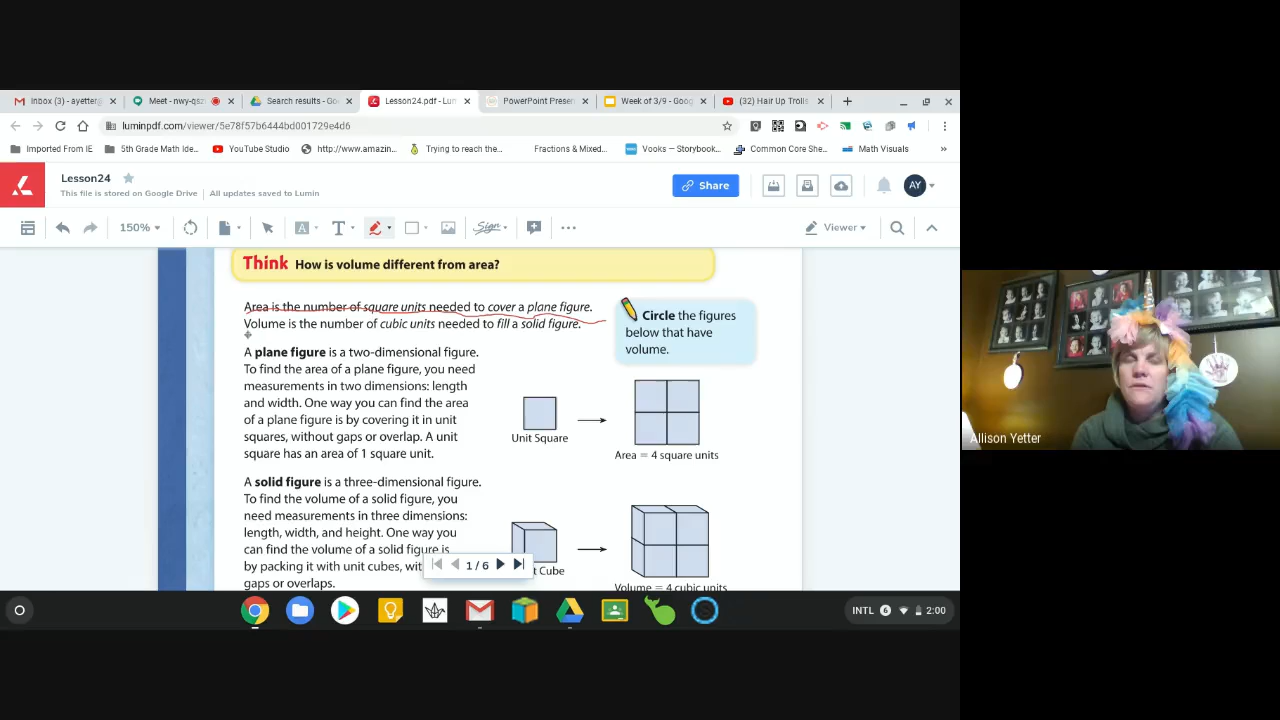 Inbox (3) - ayetter@
Meet - nwy-qsz
Search results - Go
Lesson24.pdf - Lum
PowerPoint Presen
Week of 3/9 - Goog
(32) Hair Up Trolls
luminpdf.com/viewer/5e78f57b6444bd001729e4d6
Imported From IE
5th Grade Math Ide...
YouTube Studio
http://www.amazin...
Trying to reach the...
Fractions & Mixed...
Vooks — Storybook...
Common Core She...
Math Visuals
»
Lesson24
This file is stored on Google Drive
All updates saved to Lumin
Share
AY
150%
A
T
Sign
Viewer
Think How is volume different from area?
Area is the number of square units needed to cover a plane figure.
Volume is the number of cubic units needed to fill a solid figure.
Circle the figures
below that have
volume.
A plane figure is a two-dimensional figure.
To find the area of a plane figure, you need
measurements in two dimensions: length
and width. One way you can find the area
of a plane figure is by covering it in unit
squares, without gaps or overlap. A unit
square has an area of 1 square unit.
Unit Square
Area = 4 square units
A solid figure is a three-dimensional figure.
To find the volume of a solid figure, you
need measurements in three dimensions:
length, width, and height. One way you
can find the volume of a solid figure is
by packing it with unit cubes, wit
gaps or overlaps.
1 / 6
t Cube
Volume = 4 cubic units
INTL 6 2:00
Allison Yetter